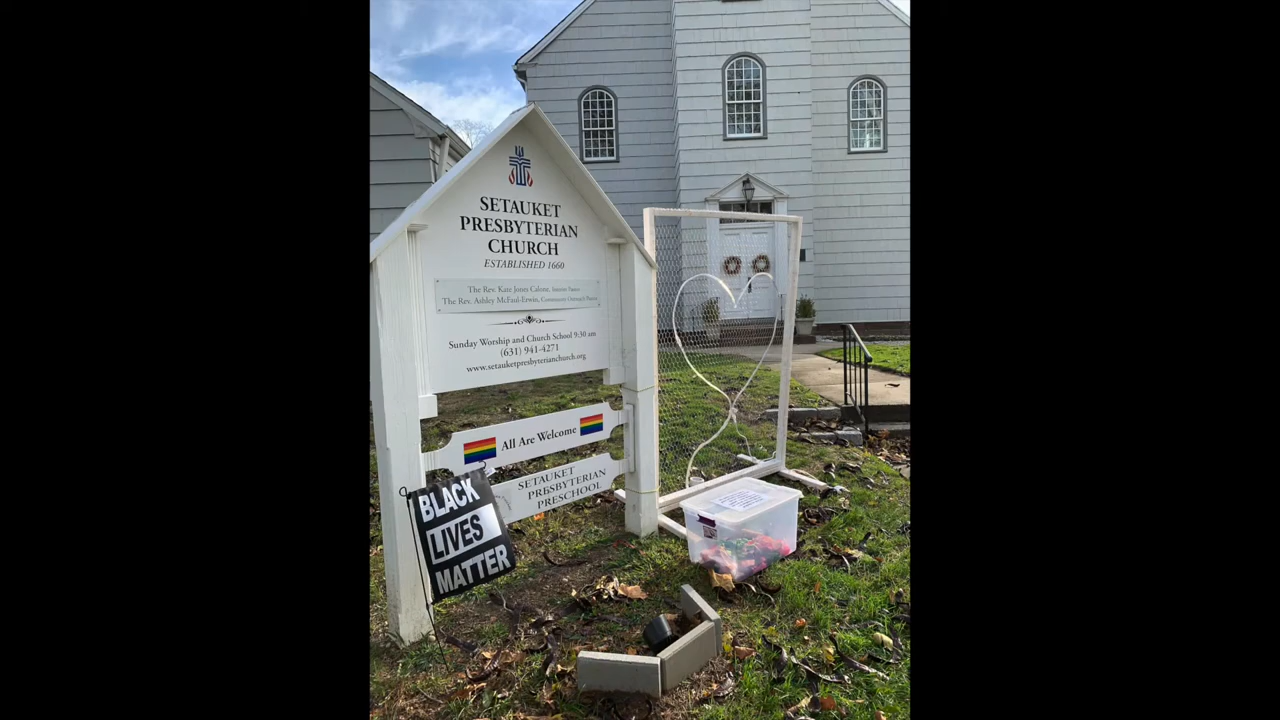 SETAUKET
PRESBYTERIAN
CHURCH
ESTABLISHED 1660
The Rev. Kate Jones Calone, Interim Pastor
The Rev. Ashley McFaul-Erwin, Community Outreach Pastor
Sunday Worship and Church School 9:30 am
(631) 941-4271
www.setauketpresbyterianchurch.org
All Are Welcome
SETAUKET
PRESBYTERIAN
PRESCHOOL
BLACK
LIVES
MATTER